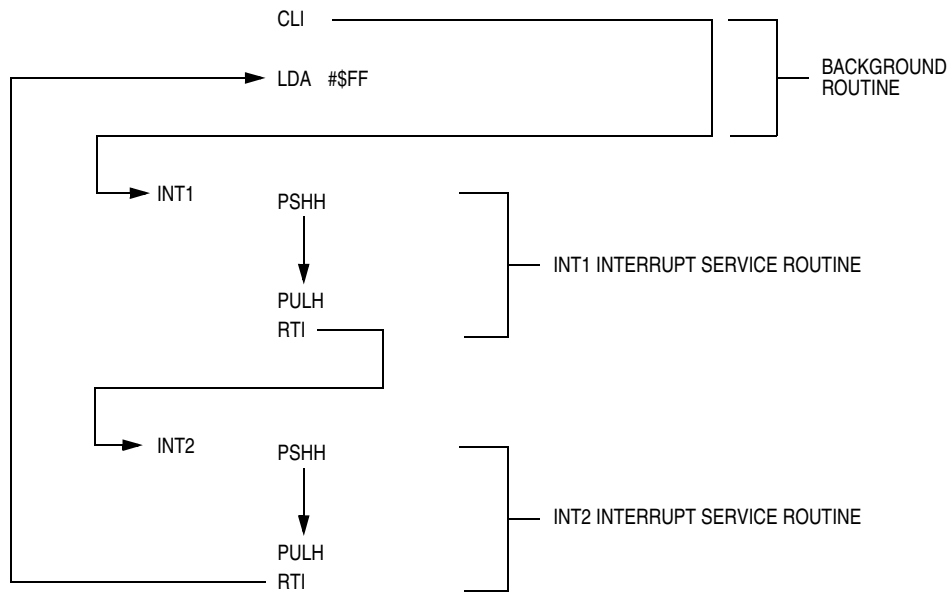 CLI
LDA #$FF
BACKGROUND
ROUTINE
INT1
PSHH
INT1 INTERRUPT SERVICE ROUTINE
PULH
RTI
INT2
PSHH
INT2 INTERRUPT SERVICE ROUTINE
PULH
RTI